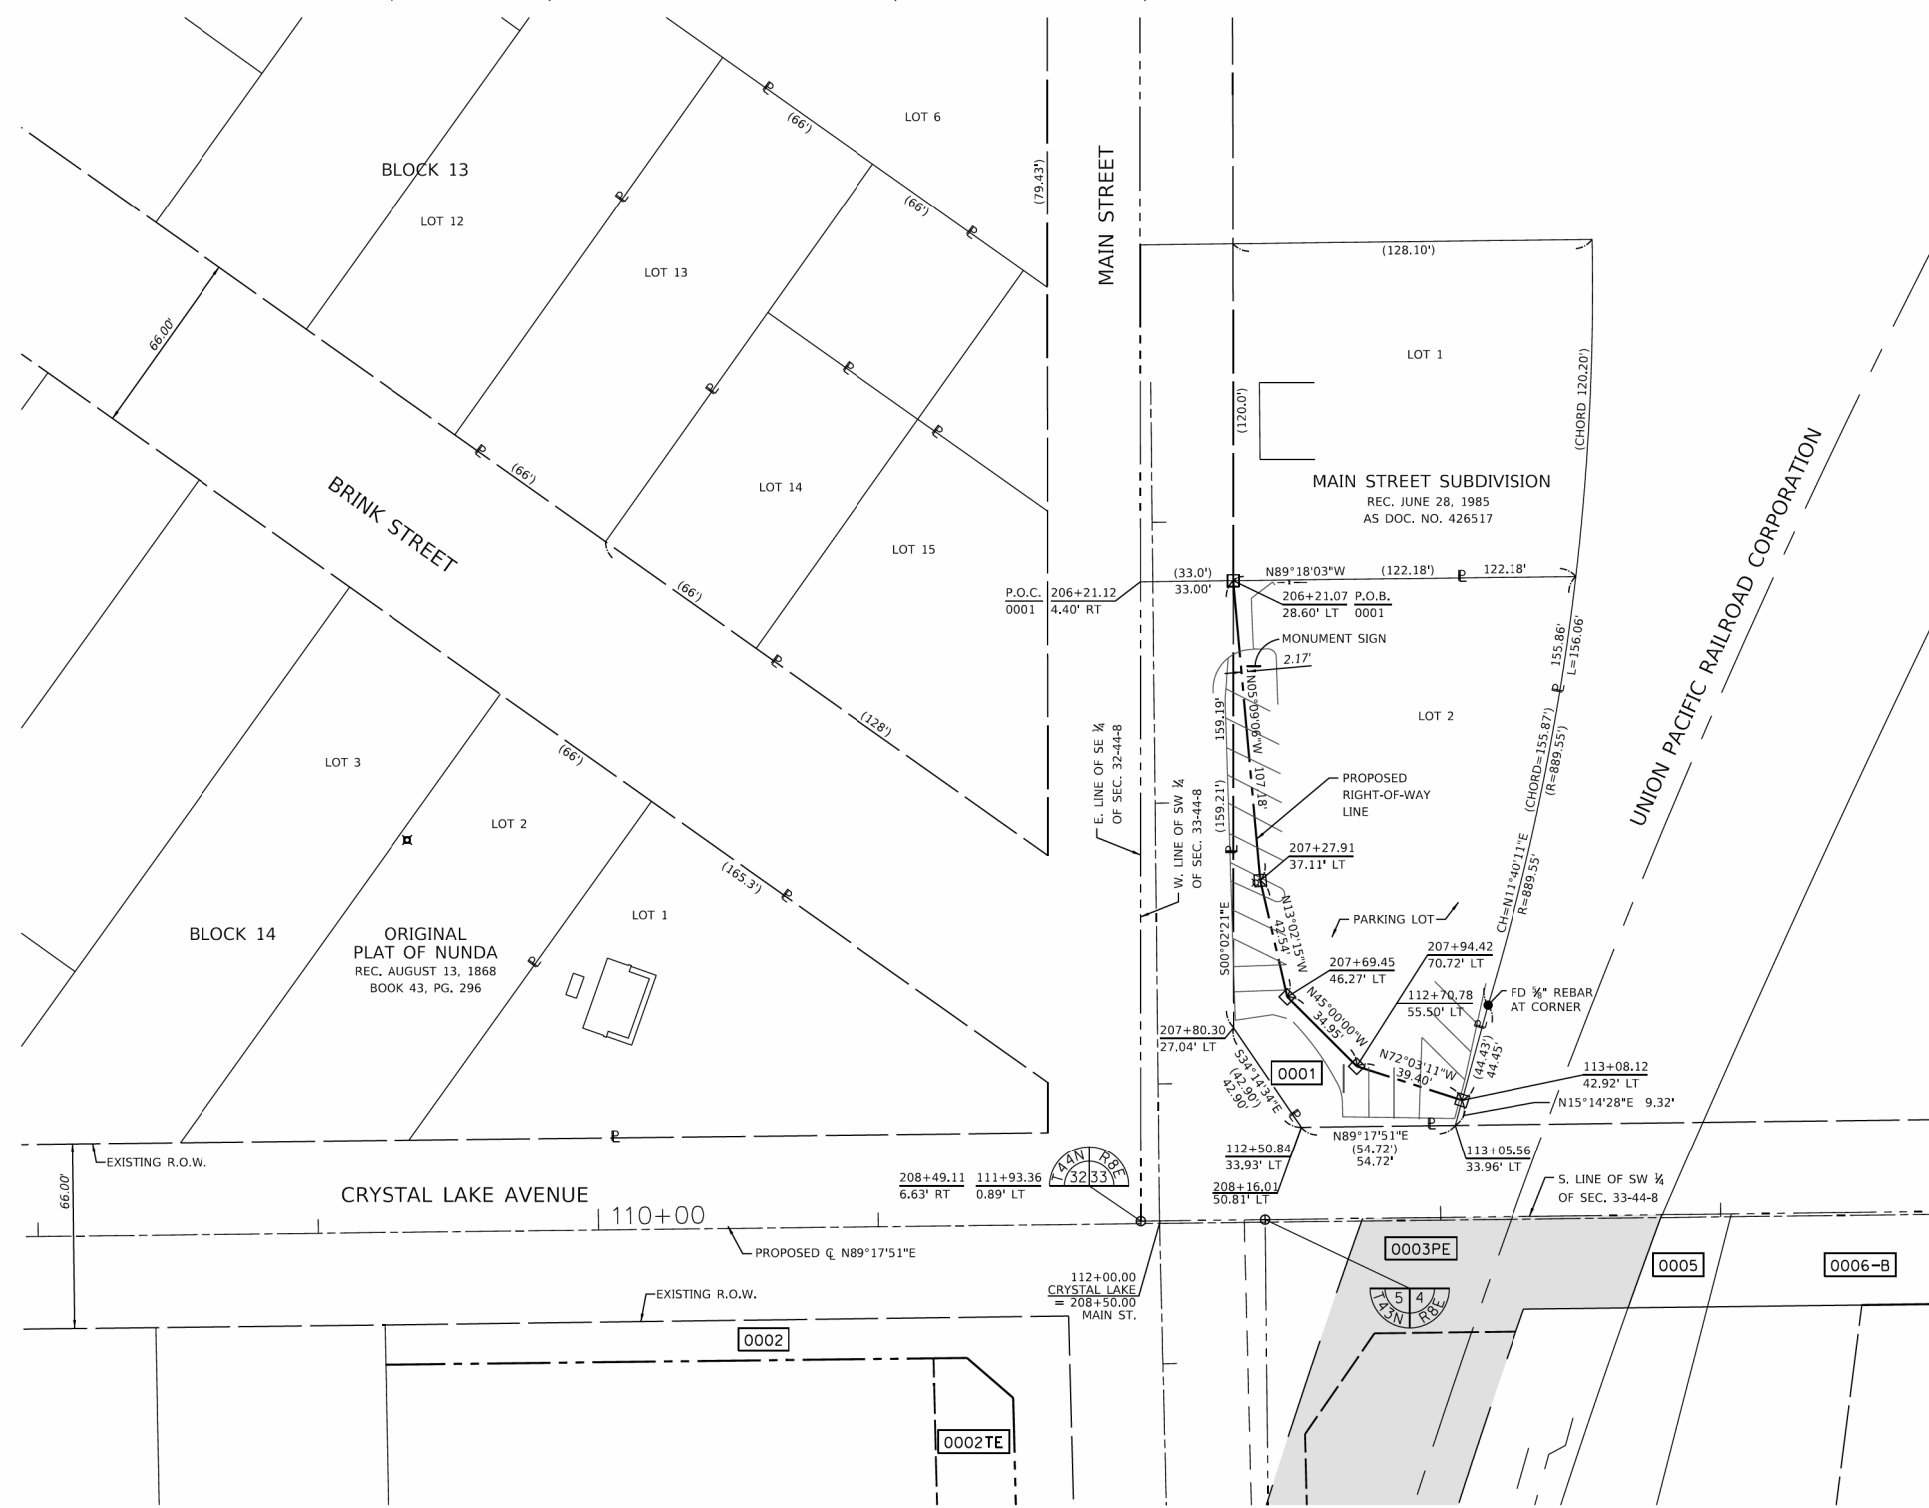 LOT 6
(66')
BLOCK 13
LOT 12
(66')
(79.43')
MAIN STREET
LOT 13
(128.10')
66.00'
LOT 1
(CHORD 120.20')
(120.0')
BRINK STREET
(66')
LOT 14
LOT 15
MAIN STREET SUBDIVISION
REC. JUNE 28, 1985
AS DOC. NO. 426517
UNION PACIFIC RAILROAD CORPORATION
(66')
P.O.C. 206+21.12
0001 4.40' RT
(33.0')
33.00'
N89°18'03"W (122.18') 122.18'
206+21.07 P.O.B.
28.60' LT 0001
MONUMENT SIGN
2.17'
155.86'
L=156.06'
N05°09'06"W 107.18'
159.19'
(159.21')
S00°02'21"E
LOT 2
(128')
(66')
LOT 3
E. LINE OF SE ¼
OF SEC. 32-44-8
W. LINE OF SW ¼
OF SEC. 33-44-8
PROPOSED
RIGHT-OF-WAY
LINE
CH=N11°40'11"E (CHORD=155.87')
R=889.55' (R=889.55')
LOT 2
207+27.91
37.11' LT
(165.3')
LOT 1
BLOCK 14
ORIGINAL
PLAT OF NUNDA
REC. AUGUST 13, 1868
BOOK 43, PG. 296
N13°02'15"W
42.54'
PARKING LOT
207+94.42
70.72' LT
207+69.45
46.27' LT
112+70.78
55.50' LT
FD ⅝" REBAR
AT CORNER
N45°00'00"W
34.95'
207+80.30
27.04' LT
S34°14'34"E
(42.90')
42.90'
0001
N72°03'11"W
39.40'
(44.43')
44.45'
113+08.12
42.92' LT
N15°14'28"E 9.32'
N89°17'51"E
(54.72')
54.72'
112+50.84
33.93' LT
113+05.56
33.96' LT
EXISTING R.O.W.
66.00'
CRYSTAL LAKE AVENUE
208+49.11 111+93.36
6.63' RT 0.89' LT
T44N R8E
32 33
208+16.01
50.81' LT
S. LINE OF SW ¼
OF SEC. 33-44-8
110+00
PROPOSED ℄ N89°17'51"E
0003PE
0005
0006-B
112+00.00
CRYSTAL LAKE
= 208+50.00
MAIN ST.
EXISTING R.O.W.
5 4
T43N R8E
0002
0002TE